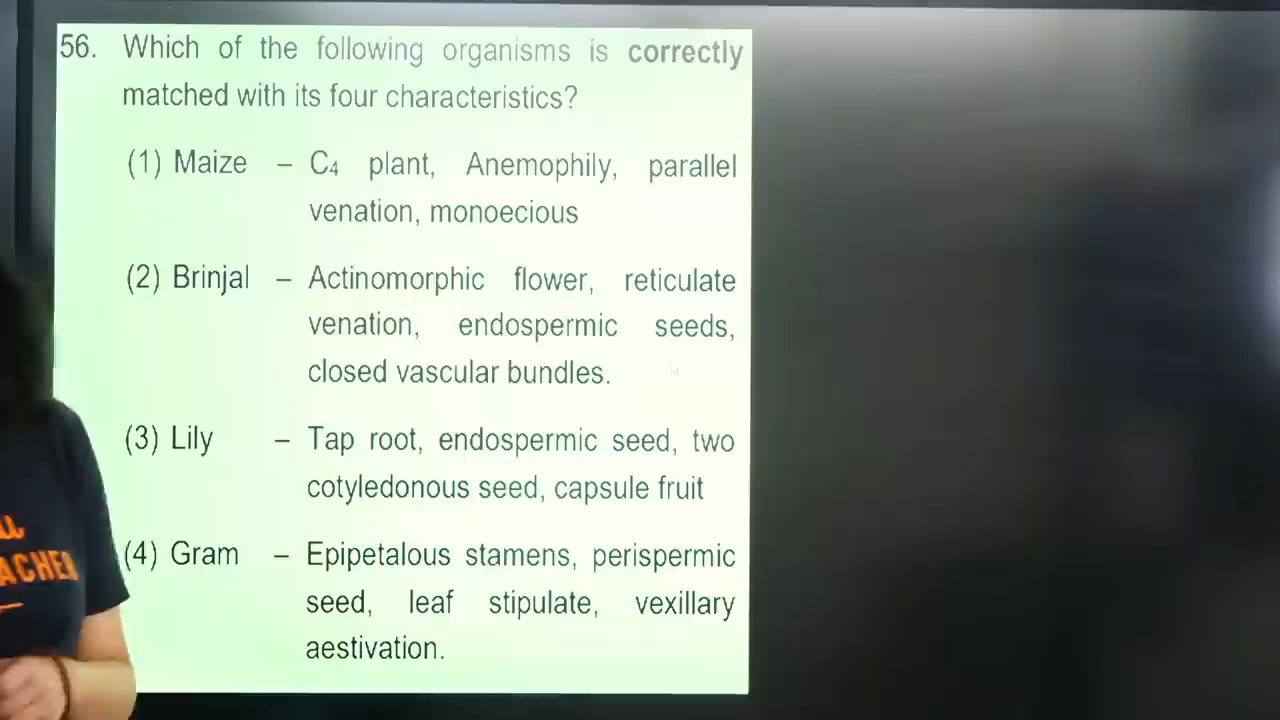 56. Which of the following organisms is correctly
matched with its four characteristics?
(1) Maize – C₄ plant, Anemophily, parallel
venation, monoecious
(2) Brinjal – Actinomorphic flower, reticulate
venation, endospermic seeds,
closed vascular bundles.
(3) Lily – Tap root, endospermic seed, two
cotyledonous seed, capsule fruit
(4) Gram – Epipetalous stamens, perispermic
seed, leaf stipulate, vexillary
aestivation.